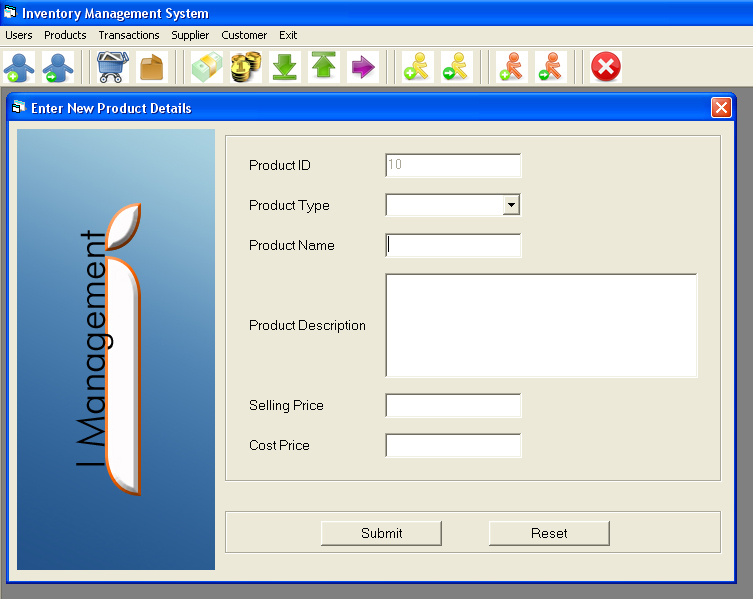 Inventory Management System
Users Products Transactions Supplier Customer Exit
Enter New Product Details
I Management
Product ID 10
Product Type
Product Name
Product Description
Selling Price
Cost Price
Submit Reset